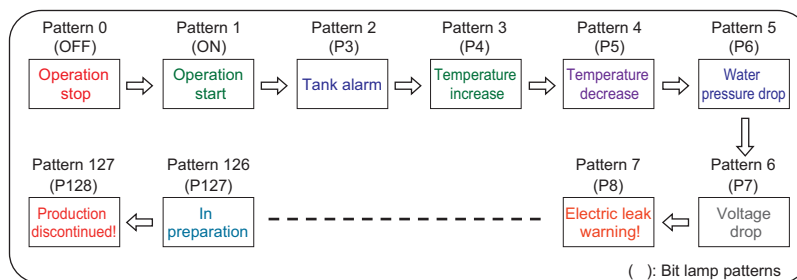 Pattern 0
(OFF)
Operation
stop
Pattern 1
(ON)
Operation
start
Pattern 2
(P3)
Tank alarm
Pattern 3
(P4)
Temperature
increase
Pattern 4
(P5)
Temperature
decrease
Pattern 5
(P6)
Water
pressure drop
Pattern 6
(P7)
Voltage
drop
Pattern 7
(P8)
Electric leak
warning!
Pattern 126
(P127)
In
preparation
Pattern 127
(P128)
Production
discontinued!
( ): Bit lamp patterns